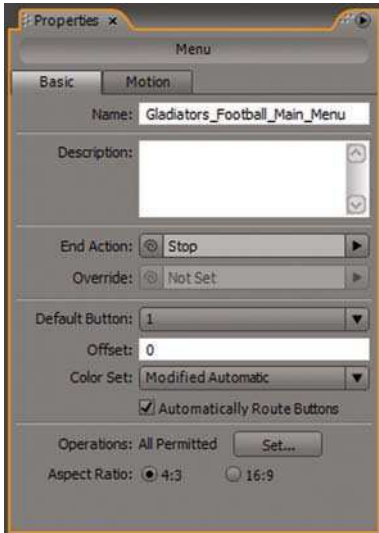 Properties ×
Menu
Basic Motion
Name: Gladiators_Football_Main_Menu
Description:
End Action: Stop
Override: Not Set
Default Button: 1
Offset: 0
Color Set: Modified Automatic
Automatically Route Buttons
Operations: All Permitted Set...
Aspect Ratio: 4:3 16:9